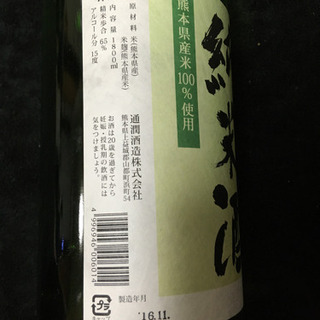 純米酒
熊本県産米100%使用
原材料 米(熊本県産米)
米麹(熊本県産米)
内容量 1800ml
精米歩合 65%
アルコール分 15度
通潤酒造株式会社
熊本県上益城郡山都町浜町54
お酒は20歳を過ぎてから
妊娠・授乳期の飲酒には
気をつけましょう。
4996946006014
プラ
製造年月
16.11.